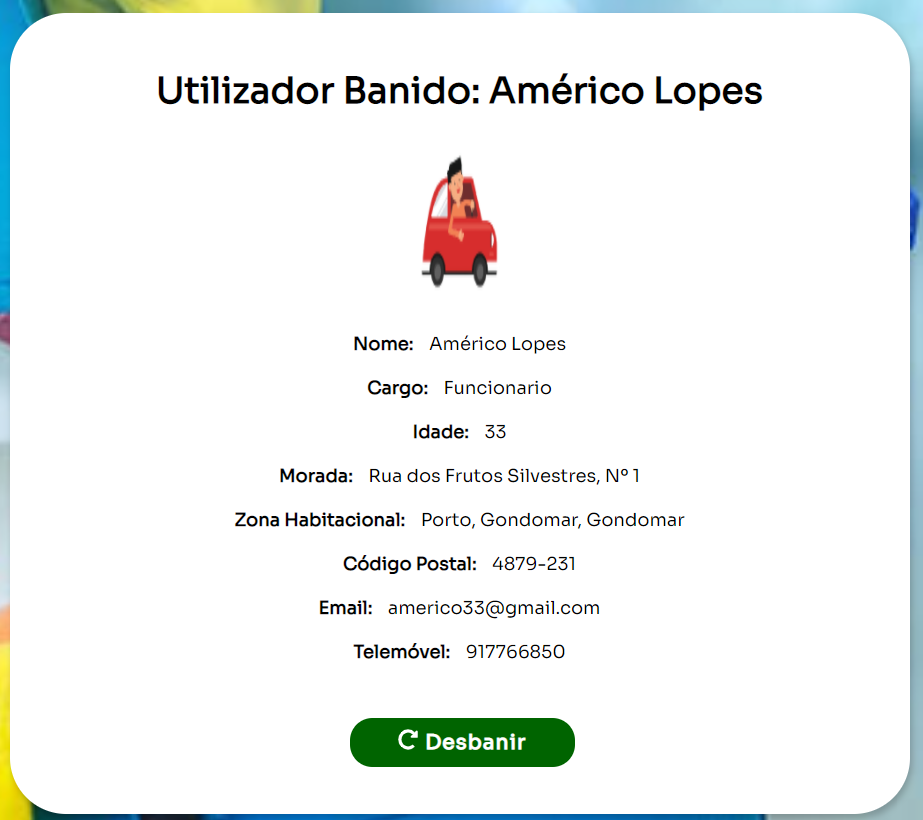 Utilizador Banido: Américo Lopes
Nome: Américo Lopes
Cargo: Funcionario
Idade: 33
Morada: Rua dos Frutos Silvestres, Nº 1
Zona Habitacional: Porto, Gondomar, Gondomar
Código Postal: 4879-231
Email: americo33@gmail.com
Telemóvel: 917766850
Desbanir